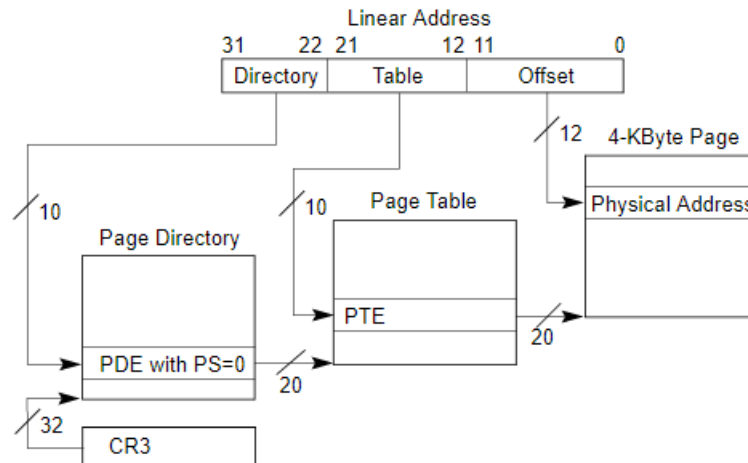 Linear Address
31 22 21 12 11 0
Directory Table Offset
12
4-KByte Page
10
10
Page Table
Physical Address
Page Directory
PTE
20
PDE with PS=0
20
32
CR3